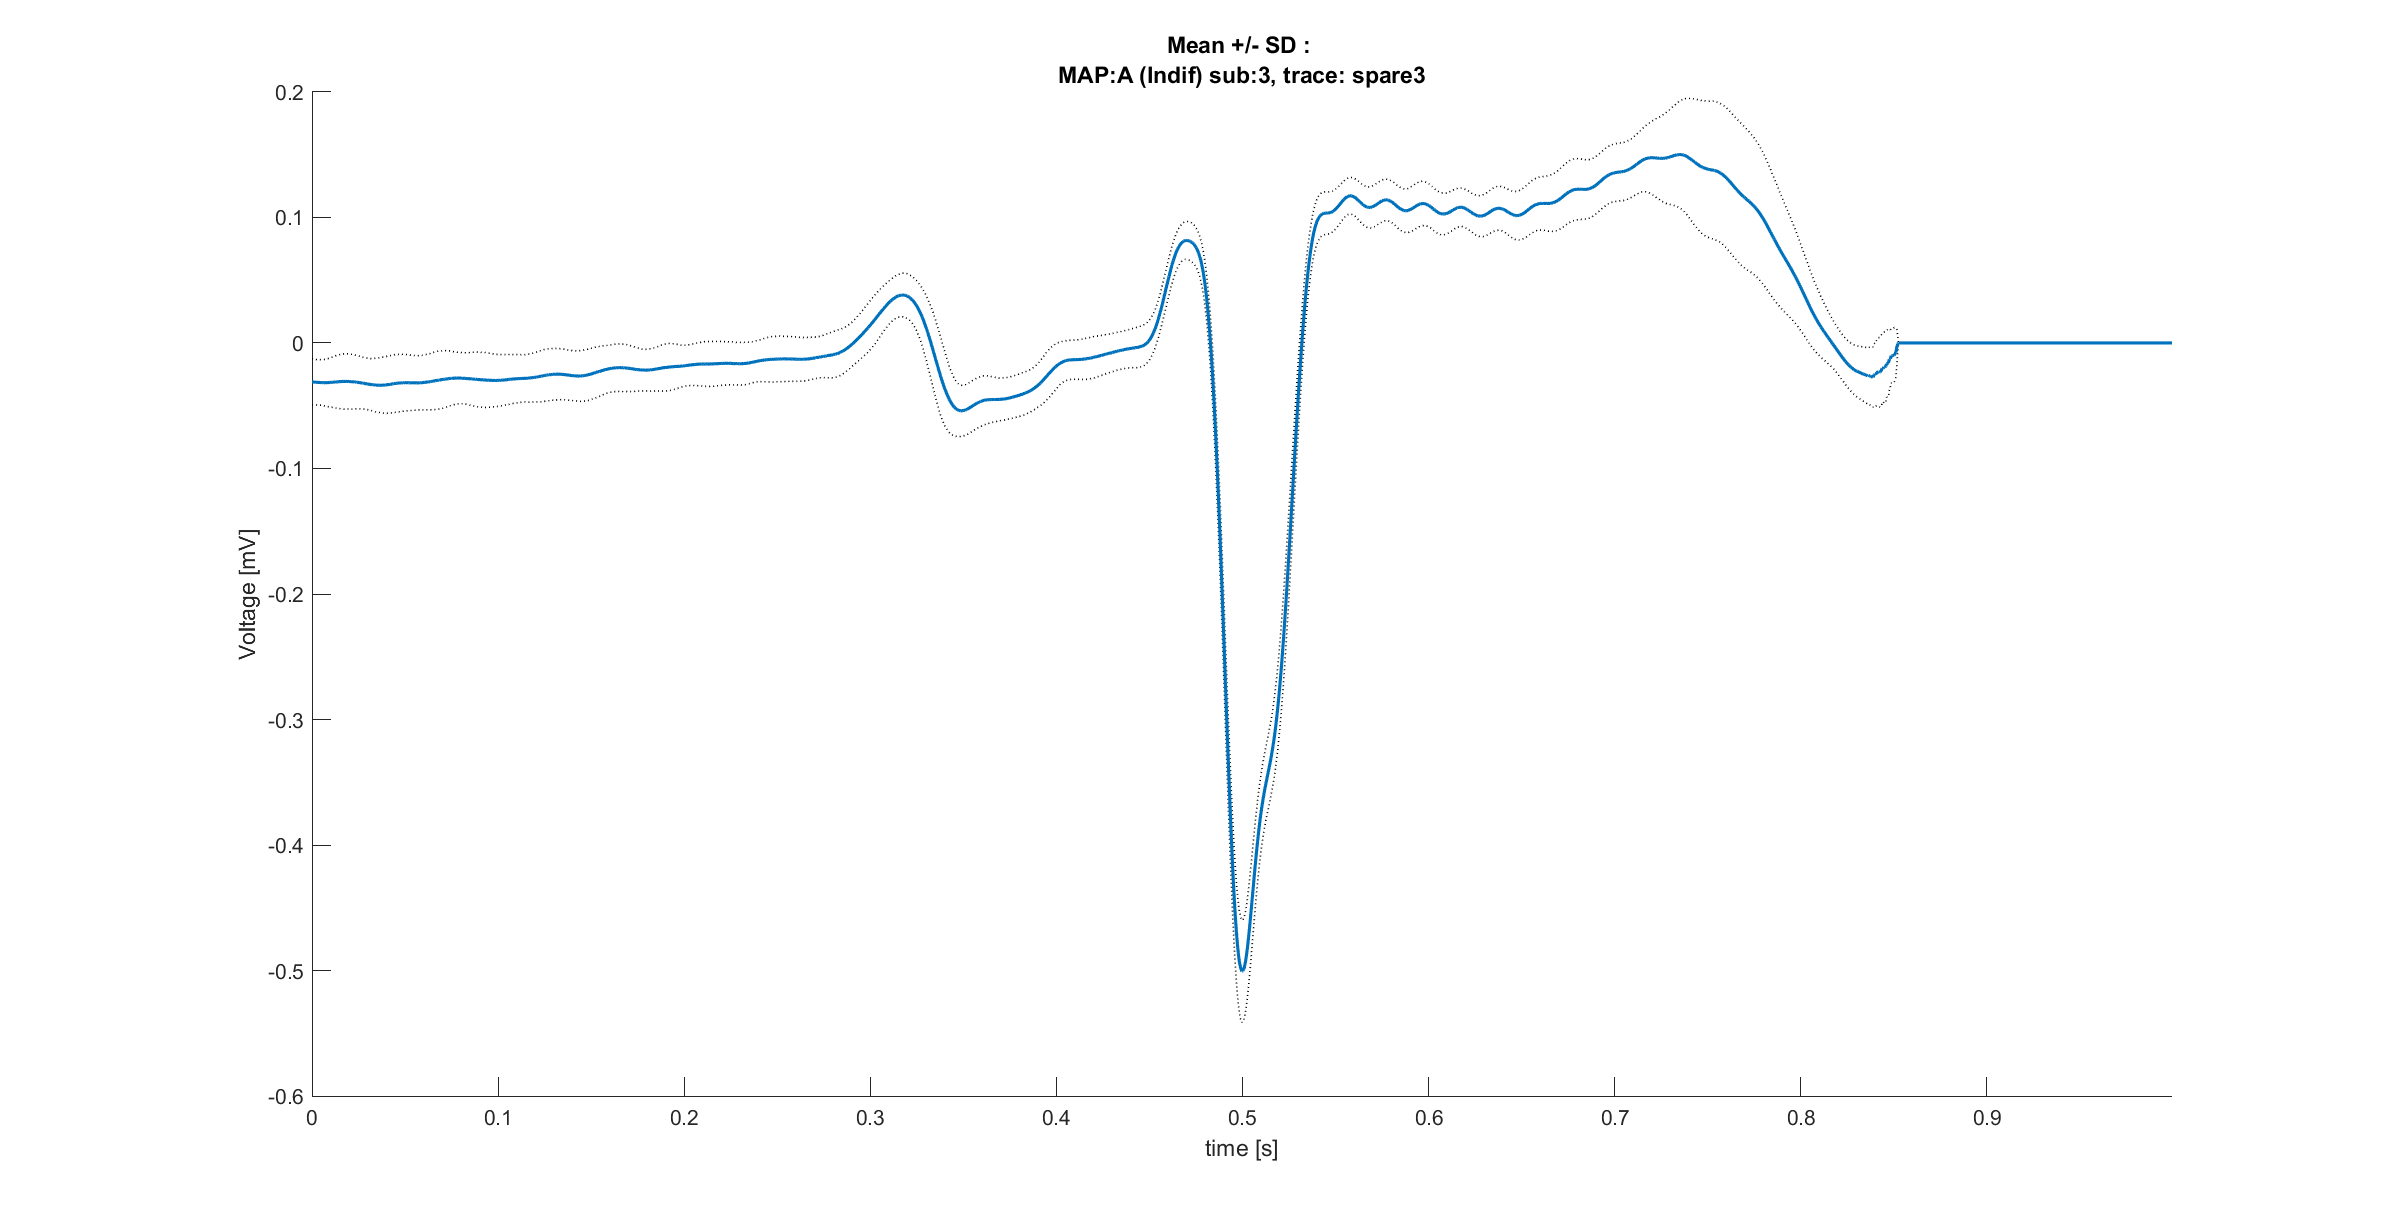 Mean +/- SD :
MAP:A (Indif) sub:3, trace: spare3
0.2
0.1
0
-0.1
-0.2
-0.3
-0.4
-0.5
-0.6
Voltage [mV]
0 0.1 0.2 0.3 0.4 0.5 0.6 0.7 0.8 0.9
time [s]